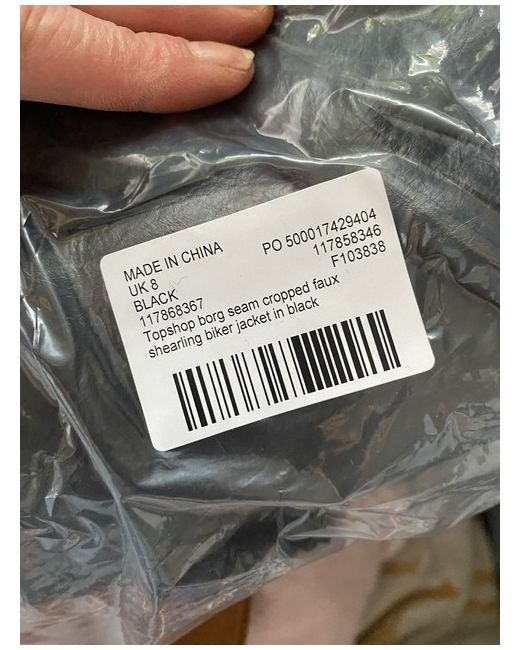 MADE IN CHINA PO 500017429404
UK 8 117858346
BLACK F103838
117868367
Topshop borg seam cropped faux
shearling biker jacket in black